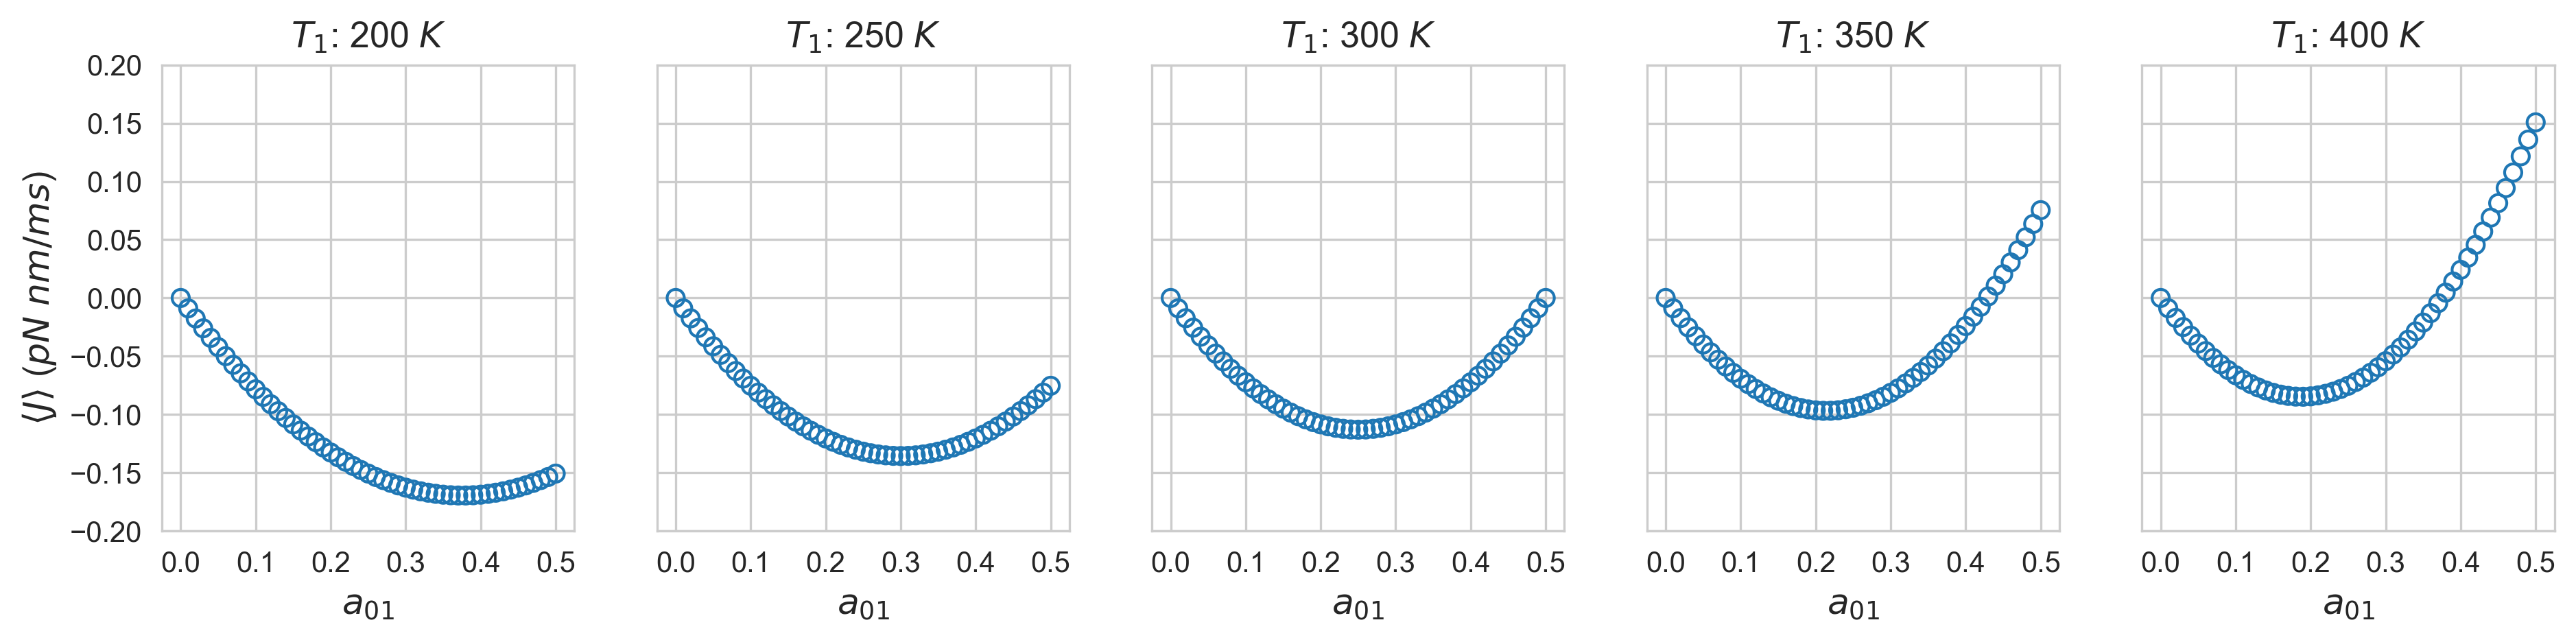 T₁: 200 K
T₁: 250 K
T₁: 300 K
T₁: 350 K
T₁: 400 K
⟨J⟩ (pN nm/ms)
0.20
0.15
0.10
0.05
0.00
−0.05
−0.10
−0.15
−0.20
0.0 0.1 0.2 0.3 0.4 0.5
0.0 0.1 0.2 0.3 0.4 0.5
0.0 0.1 0.2 0.3 0.4 0.5
0.0 0.1 0.2 0.3 0.4 0.5
0.0 0.1 0.2 0.3 0.4 0.5
a₀₁
a₀₁
a₀₁
a₀₁
a₀₁